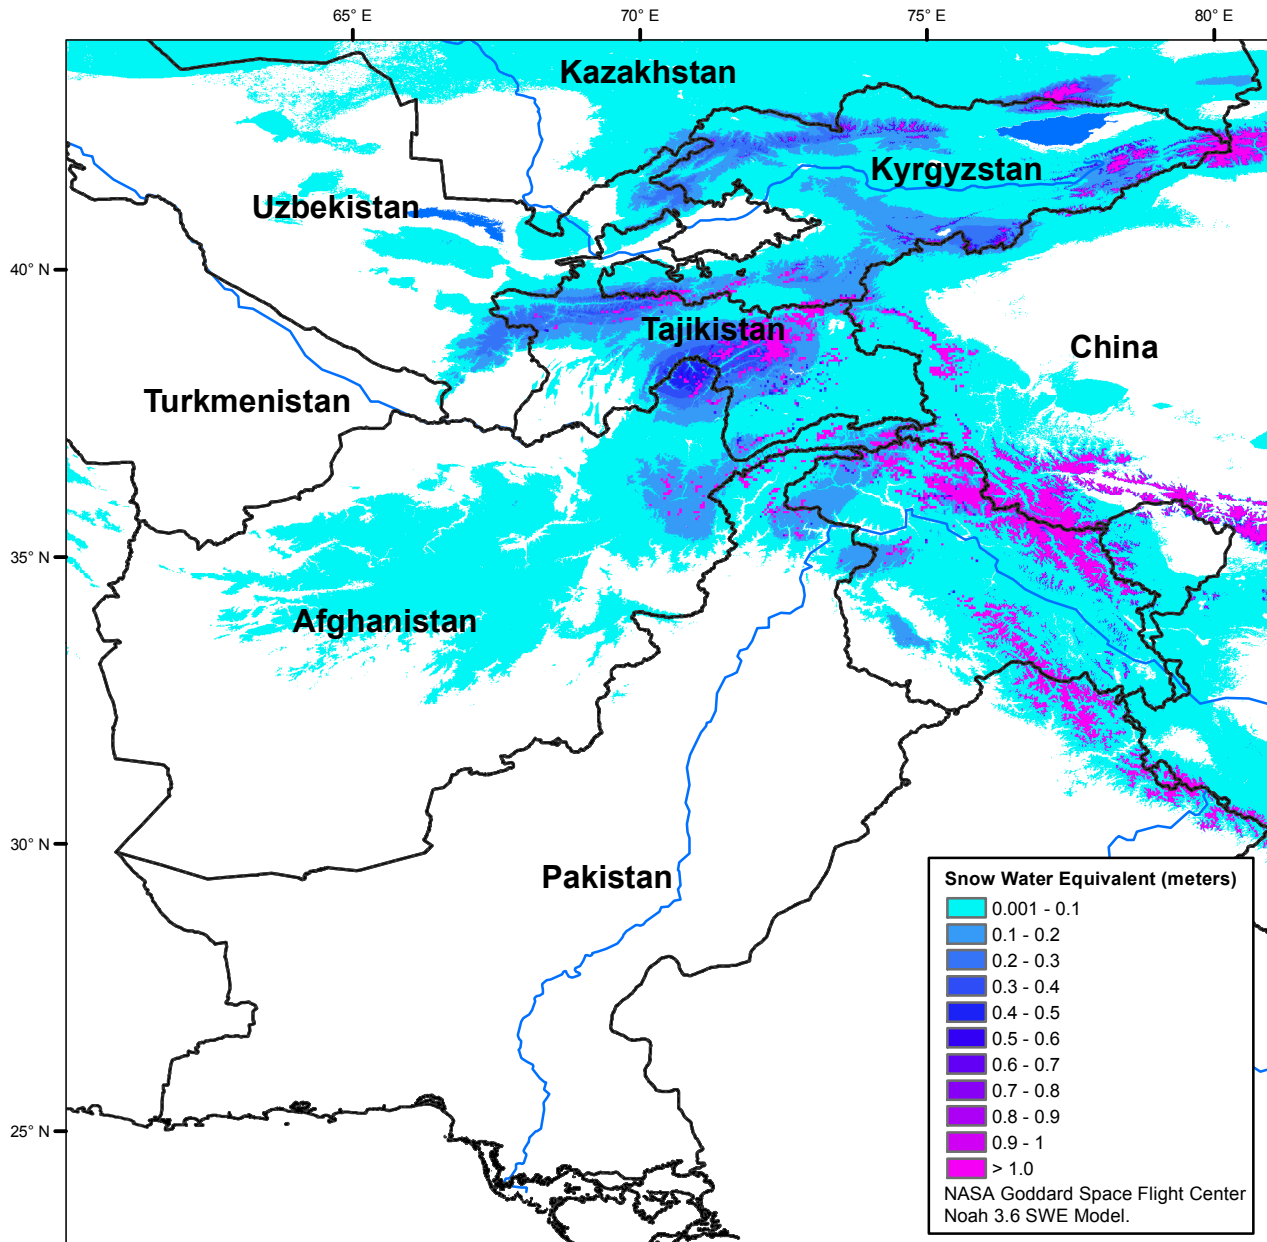 65° E
70° E
75° E
80° E
Kazakhstan
Kyrgyzstan
Uzbekistan
40° N
Tajikistan
China
Turkmenistan
35° N
Afghanistan
30° N
Pakistan
25° N
Snow Water Equivalent (meters)
0.001 - 0.1
0.1 - 0.2
0.2 - 0.3
0.3 - 0.4
0.4 - 0.5
0.5 - 0.6
0.6 - 0.7
0.7 - 0.8
0.8 - 0.9
0.9 - 1
> 1.0
NASA Goddard Space Flight Center
Noah 3.6 SWE Model.